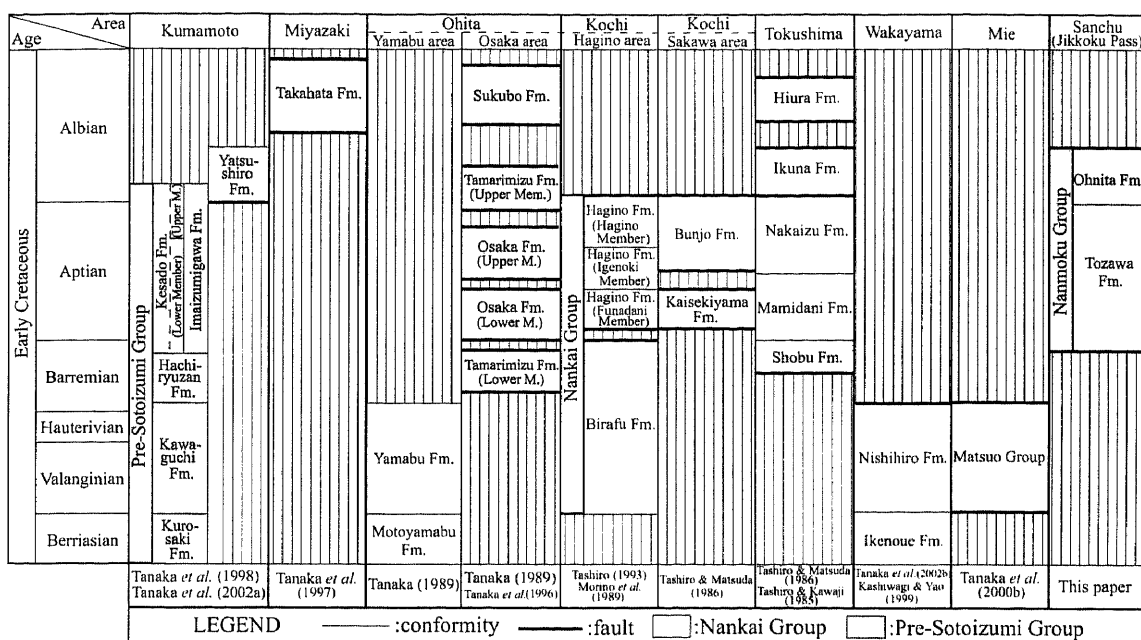 Area
Age
Kumamoto
Miyazaki
Ohita
Yamabu area
Osaka area
Kochi
Hagino area
Kochi
Sakawa area
Tokushima
Wakayama
Mie
Sanchu
(Jikkoku Pass)
Early Cretaceous
Albian
Aptian
Barremian
Hauterivian
Valanginian
Berriasian
Pre-Sotoizumi Group
Kesado Fm.
(Lower Member)
(Upper M.)
Imaizumigawa Fm.
Yatsu-
shiro
Fm.
Hachi-
ryuzan
Fm.
Kawa-
guchi
Fm.
Kuro-
saki
Fm.
Takahata Fm.
Yamabu Fm.
Motoyamabu
Fm.
Sukubo Fm.
Tamarimizu Fm.
(Upper Mem.)
Osaka Fm.
(Upper M.)
Osaka Fm.
(Lower M.)
Tamarimizu Fm.
(Lower M.)
Nankai Group
Hagino Fm.
(Hagino
Member)
Hagino Fm.
(Igenoki
Member)
Hagino Fm.
(Funadani
Member)
Birafu Fm.
Bunjo Fm.
Kaisekiyama
Fm.
Hiura Fm.
Ikuna Fm.
Nakaizu Fm.
Mamidani Fm.
Shobu Fm.
Nishihiro Fm.
Ikenoue Fm.
Matsuo Group
Nanmoku Group
Ohnita Fm.
Tozawa
Fm.
Tanaka et al. (1998)
Tanaka et al. (2002a)
Tanaka et al.
(1997)
Tanaka (1989)
Tanaka (1989)
Tanaka et al. (1996)
Tashiro (1993)
Morino et al.
(1989)
Tashiro & Matsuda
(1986)
Tashiro & Matsuda
(1986)
Tashiro & Kawaji
(1985)
Tanaka et al. (2002b)
Kashiwagi & Yao
(1999)
Tanaka et al.
(2000b)
This paper
LEGEND :conformity :fault :Nankai Group :Pre-Sotoizumi Group